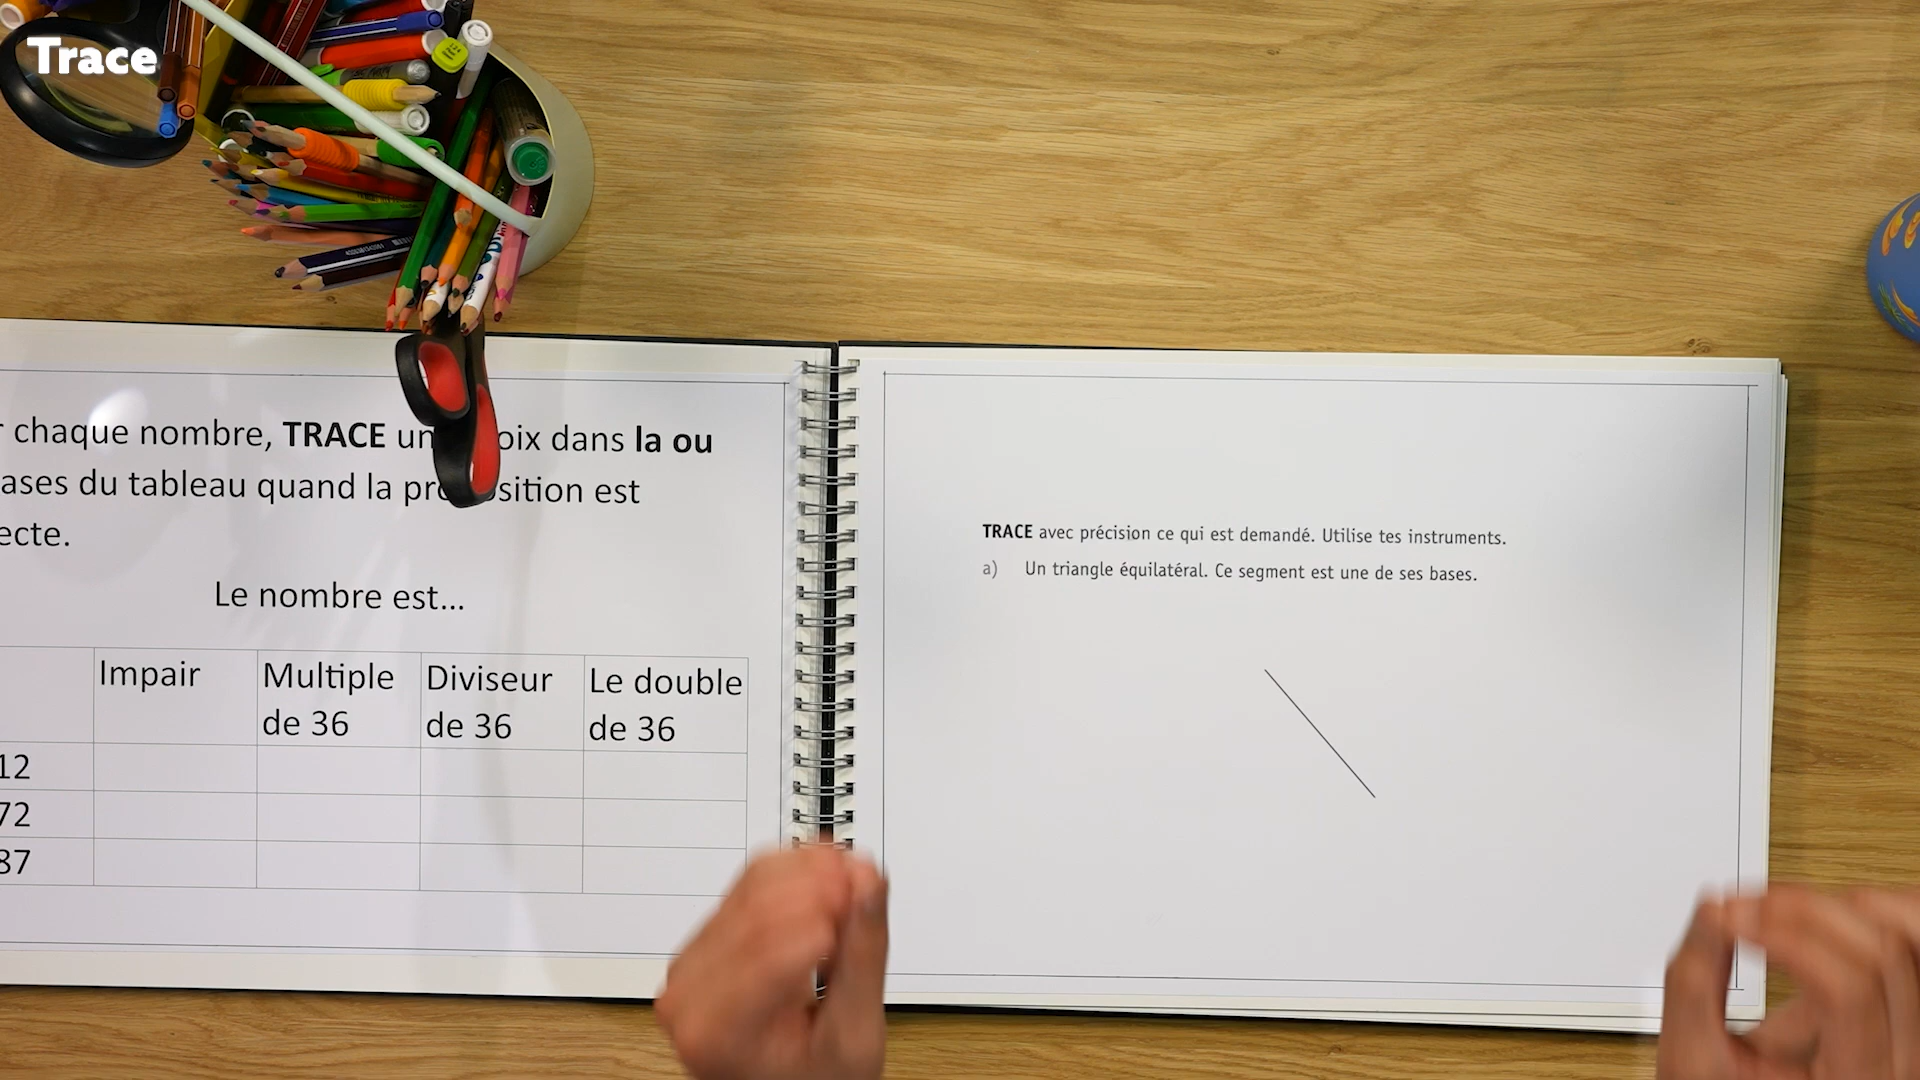 Trace
chaque nombre, TRACE un oix dans la ou
ases du tableau quand la pro sition est
ecte.
Le nombre est...
Impair Multiple de 36 Diviseur de 36 Le double de 36
12
72
87
TRACE avec précision ce qui est demandé. Utilise tes instruments.
a) Un triangle équilatéral. Ce segment est une de ses bases.